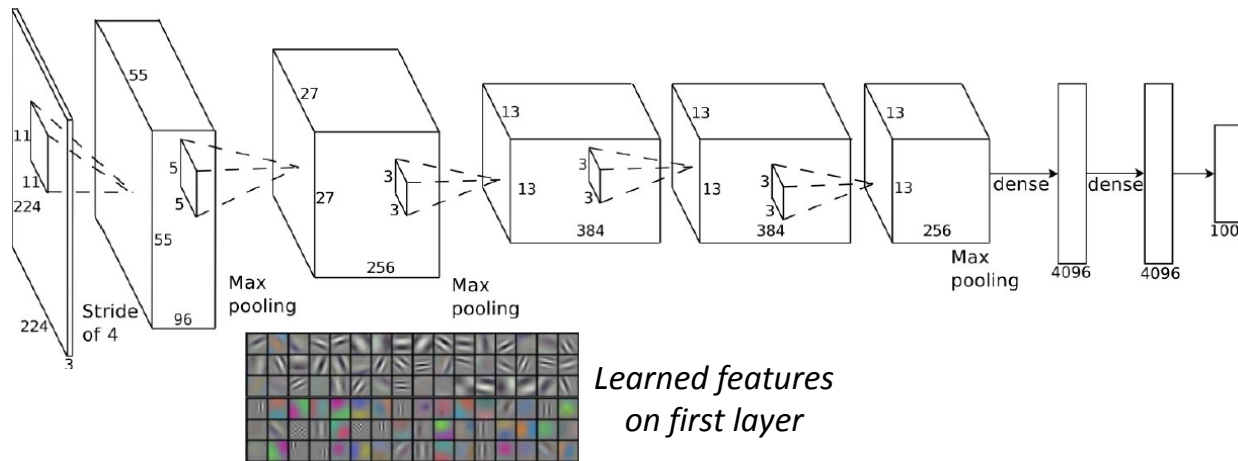 11
11
224
224
3
Stride
of 4
55
55
96
5
5
Max
pooling
27
27
256
3
3
Max
pooling
13
13
384
3
3
13
13
384
3
3
13
13
256
Max
pooling
dense
4096
dense
4096
100
Learned features
on first layer